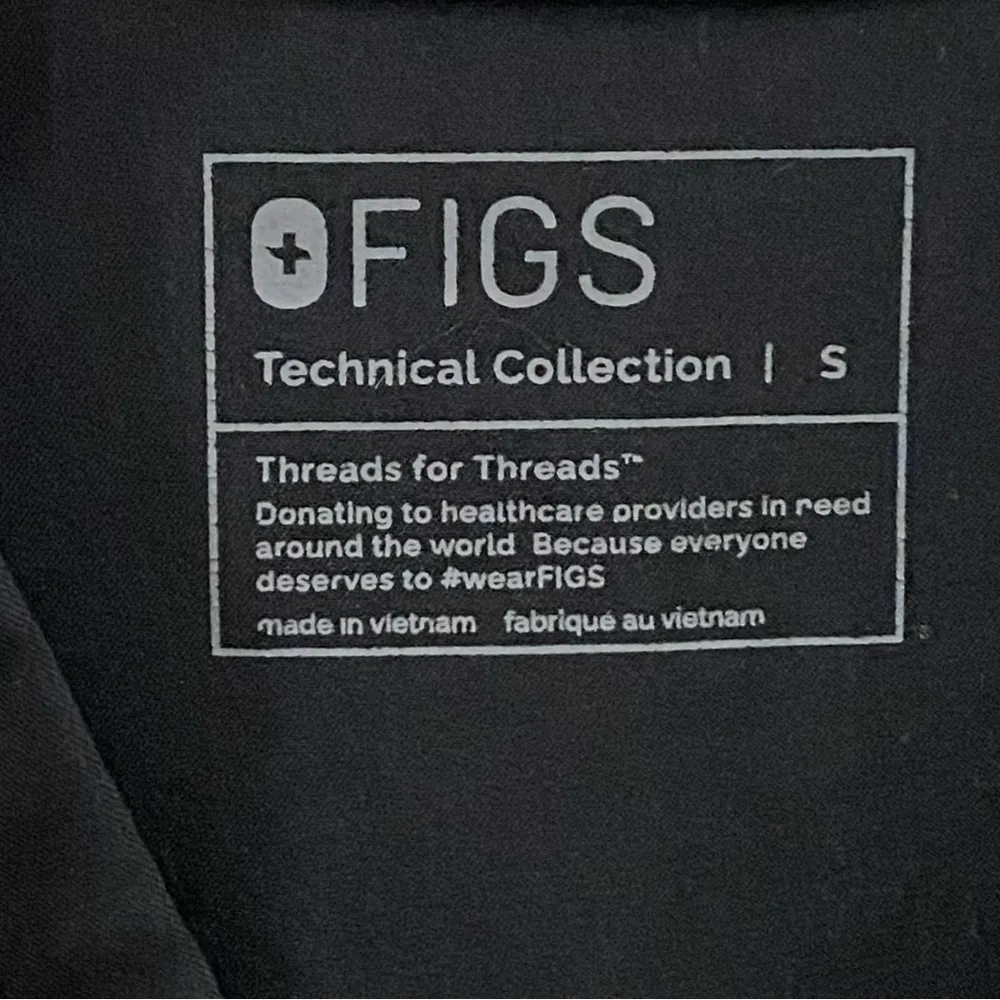 FIGS
Technical Collection | S
Threads for Threads™
Donating to healthcare providers in need
around the world Because everyone
deserves to #wearFIGS
made in vietnam fabriqué au vietnam